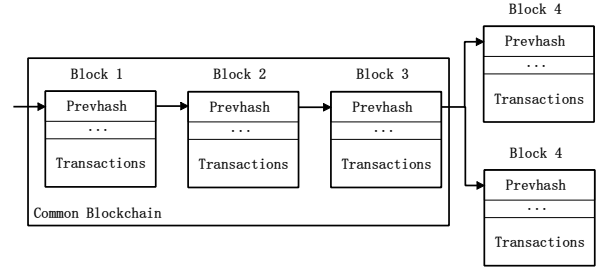 Block 4
Prevhash
...
Transactions
Block 1
Prevhash
...
Transactions
Block 2
Prevhash
...
Transactions
Block 3
Prevhash
...
Transactions
Common Blockchain
Block 4
Prevhash
...
Transactions